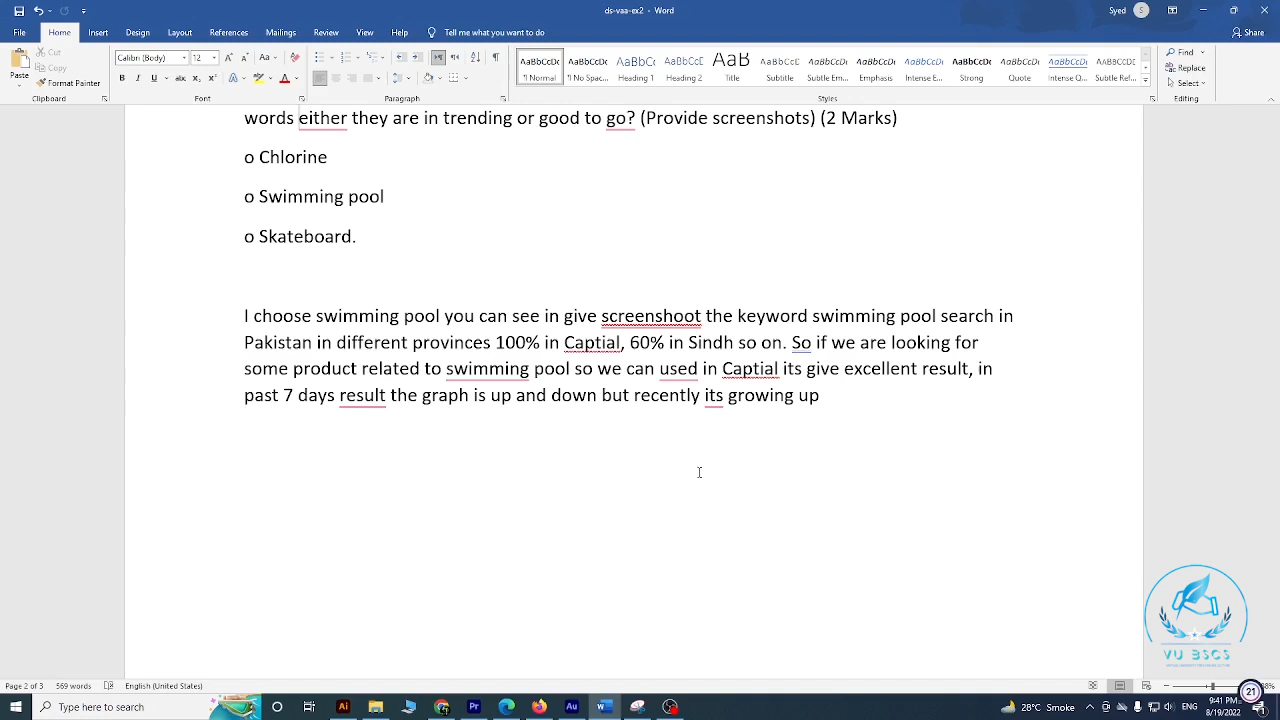 ds-vaa-ex2 - Word
Syed
S
File Home Insert Design Layout References Mailings Review View Help Tell me what you want to do
Share
Paste
Cut
Copy
Format Painter
Clipboard
Calibri (Body) 12
Font
Paragraph
AaBbCcDc AaBbCcDc AaBbC AaBbCcD AaB AaBbCcD AaBbCcDc AaBbCcDc AaBbCcDc AaBbCcDc AaBbCcDc AaBbCcDc AaBbCcDc
¶ Normal ¶ No Spac... Heading 1 Heading 2 Title Subtitle Subtle Em... Emphasis Intense E... Strong Quote Intense Q... Subtle Ref...
Styles
Find
Replace
Select
Editing
words either they are in trending or good to go? (Provide screenshots) (2 Marks)
o Chlorine
o Swimming pool
o Skateboard.
I choose swimming pool you can see in give screenshoot the keyword swimming pool search in
Pakistan in different provinces 100% in Captial, 60% in Sindh so on. So if we are looking for
some product related to swimming pool so we can used in Captial its give excellent result, in
past 7 days result the graph is up and down but recently its growing up
VU BSCS
Page 2 of 3 569 words English (United States)
21
Type here to search
29°C Smoke
9:41 PM
8/19/2022